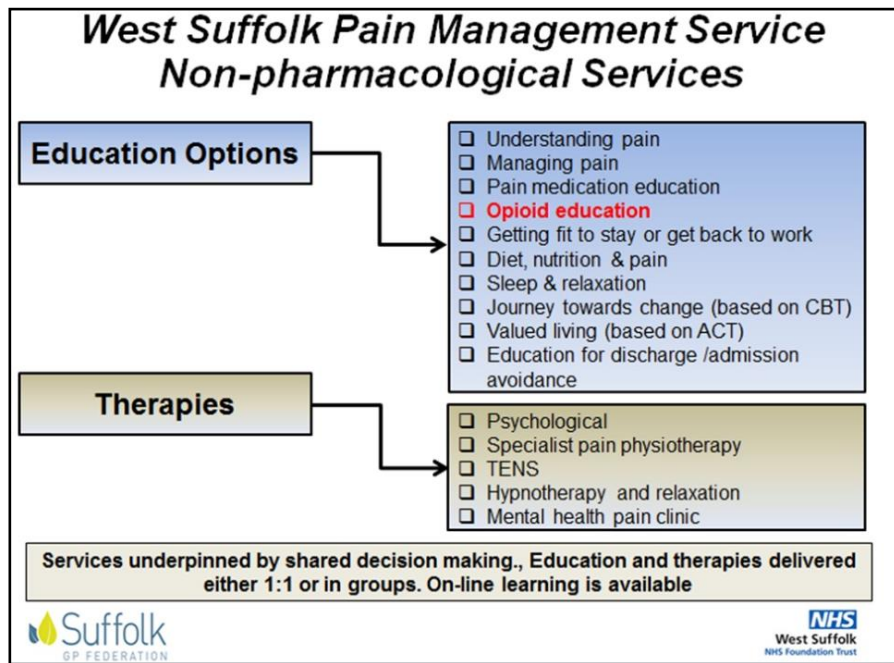 West Suffolk Pain Management Service
Non-pharmacological Services
Education Options
Understanding pain
Managing pain
Pain medication education
Opioid education
Getting fit to stay or get back to work
Diet, nutrition & pain
Sleep & relaxation
Journey towards change (based on CBT)
Valued living (based on ACT)
Education for discharge /admission
avoidance
Therapies
Psychological
Specialist pain physiotherapy
TENS
Hypnotherapy and relaxation
Mental health pain clinic
Services underpinned by shared decision making., Education and therapies delivered
either 1:1 or in groups. On-line learning is available
Suffolk
GP FEDERATION
NHS
West Suffolk
NHS Foundation Trust